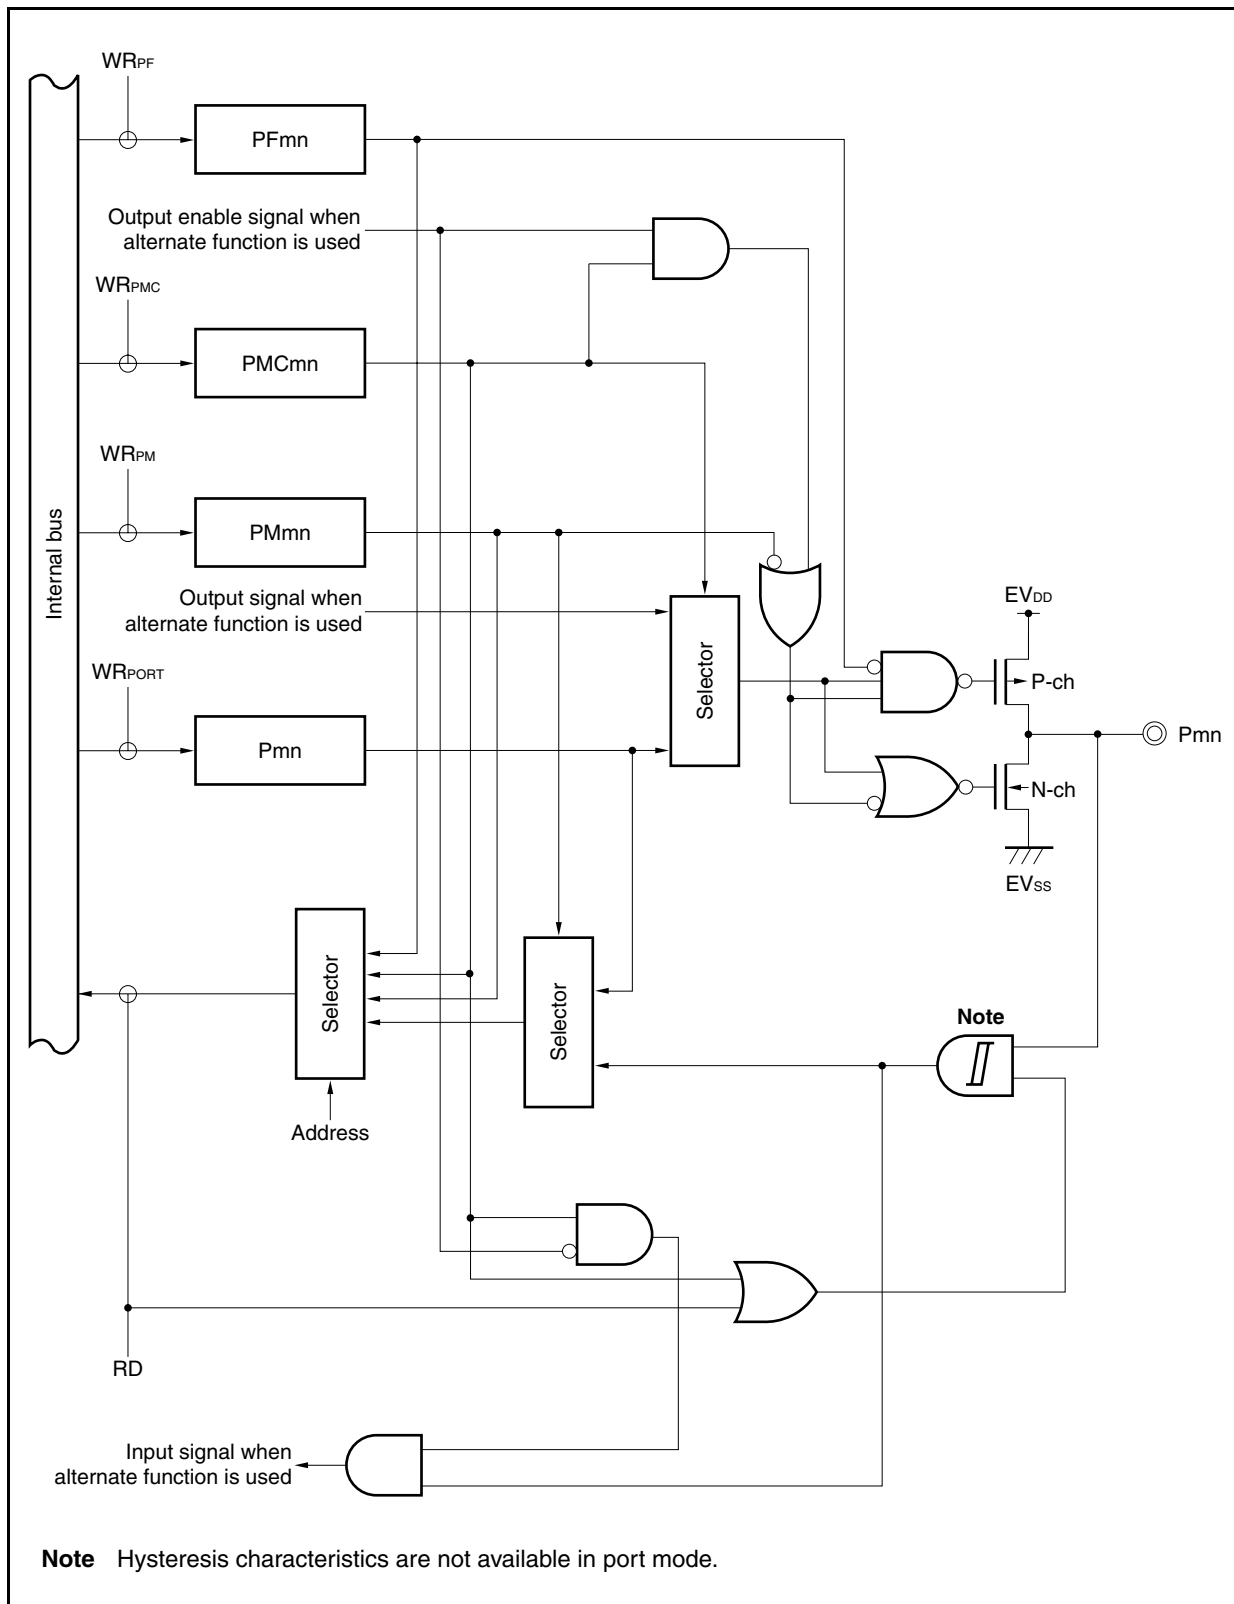 WRPF
PFmn
Output enable signal when
alternate function is used
WRPMC
PMCmn
WRPM
PMmn
Internal bus
Output signal when
alternate function is used
WRPORT
Pmn
Selector
EVDD
P-ch
Pmn
N-ch
EVSS
Selector
Selector
Note
Address
RD
Input signal when
alternate function is used
Note Hysteresis characteristics are not available in port mode.